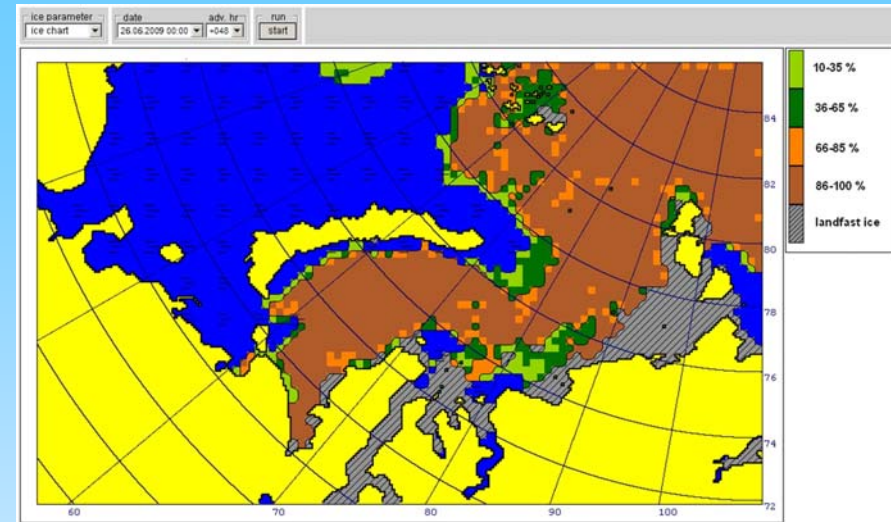 ice parameter date adv. hr run
ice chart 26.06.2009 00:00 +048 start
10-35 %
36-65 %
66-85 %
86-100 %
landfast ice
84
82
80
78
76
74
72
60 70 80 90 100